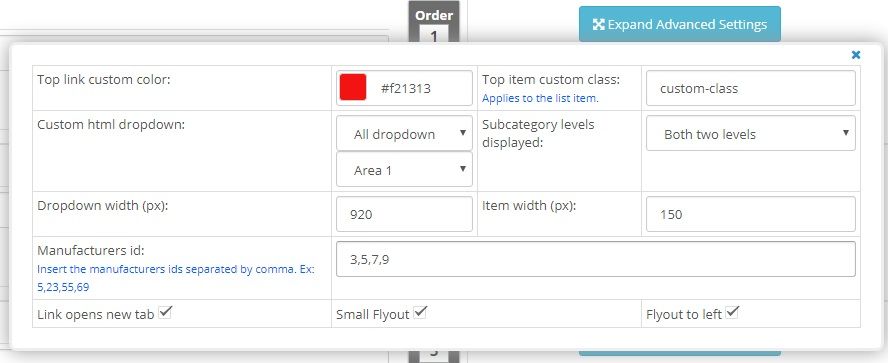 Order
1
Expand Advanced Settings
Top link custom color:
#f21313
Top item custom class:
Applies to the list item.
custom-class
Custom html dropdown:
All dropdown
Area 1
Subcategory levels
displayed:
Both two levels
Dropdown width (px):
920
Item width (px):
150
Manufacturers id:
Insert the manufacturers ids separated by comma. Ex:
5,23,55,69
3,5,7,9
Link opens new tab
Small Flyout
Flyout to left